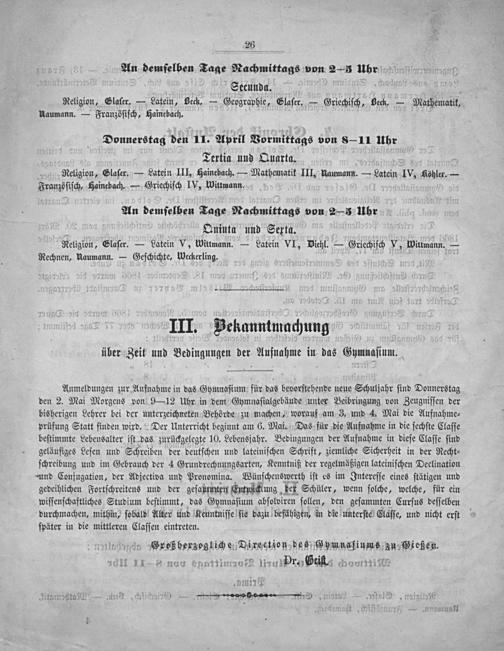 26
An demselben Tage Nachmittags von 2–5 Uhr
Secunda.
Religion, Glaser. — Latein, Beck. — Geographie, Glaser. — Griechisch, Beck. — Mathematik,
Naumann. — Französisch, Hainebach.
Donnerstag den 11. April Vormittags von 8–11 Uhr
Tertia und Quarta.
Religion, Glaser. — Latein III, Hainebach. — Mathematik III, Naumann. — Latein IV, Köhler. —
Französisch, Hainebach. — Griechisch IV, Wittmann.
An demselben Tage Nachmittags von 2–5 Uhr
Quinta und Sexta.
Religion, Glaser. — Latein V, Wittmann. — Latein VI, Diehl. — Griechisch V, Wittmann. —
Rechnen, Naumann. — Geschichte, Weckerling.
III. Bekanntmachung
über Zeit und Bedingungen der Aufnahme in das Gymnasium.
Anmeldungen zur Aufnahme in das Gymnasium für das bevorstehende neue Schuljahr sind Donnerstag
den 2. Mai Morgens von 9–12 Uhr in dem Gymnasialgebäude unter Beibringung von Zeugnissen der
bisherigen Lehrer bei der unterzeichneten Behörde zu machen, worauf am 3. und 4. Mai die Aufnahme-
prüfung Statt finden wird. Der Unterricht beginnt am 6. Mai. Das für die Aufnahme in die sechste Classe
bestimmte Lebensalter ist das zurückgelegte 10. Lebensjahr. Bedingungen der Aufnahme in diese Classe sind
geläufiges Lesen und Schreiben der deutschen und lateinischen Schrift, ziemliche Sicherheit in der Recht-
schreibung und im Gebrauch der 4 Grundrechnungsarten, Kenntniß der regelmäßigen lateinischen Declination
und Conjugation, der Adjectiva und Pronomina. Wünschenswerth ist es im Interesse eines stätigen und
gedeihlichen Fortschreitens und der gesammten Entwicklung der Schüler, wenn solche, welche, für ein
wissenschaftliches Studium bestimmt, das Gymnasium absolviren sollen, den gesammten Cursus desselben
durchmachen, mithin, sobald Alter und Kenntnisse sie dazu befähigen, in die unterste Classe, und nicht erst
später in die mittleren Classen eintreten.
Großherzogliche Direction des Gymnasiums zu Gießen.
Dr. Geist.